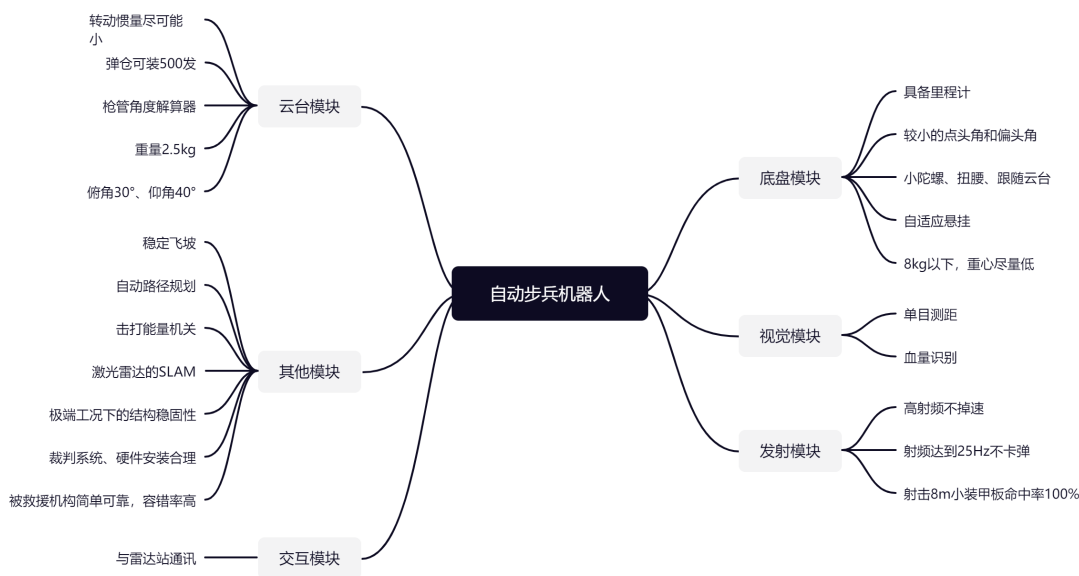 自动步兵机器人
云台模块
转动惯量尽可能
小
弹仓可装500发
枪管角度解算器
重量2.5kg
俯角30°、仰角40°
其他模块
稳定飞坡
自动路径规划
击打能量机关
激光雷达的SLAM
极端工况下的结构稳固性
裁判系统、硬件安装合理
被救援机构简单可靠，容错率高
交互模块
与雷达站通讯
底盘模块
具备里程计
较小的点头角和偏头角
小陀螺、扭腰、跟随云台
自适应悬挂
8kg以下，重心尽量低
视觉模块
单目测距
血量识别
发射模块
高射频不掉速
射频达到25Hz不卡弹
射击8m小装甲板命中率100%